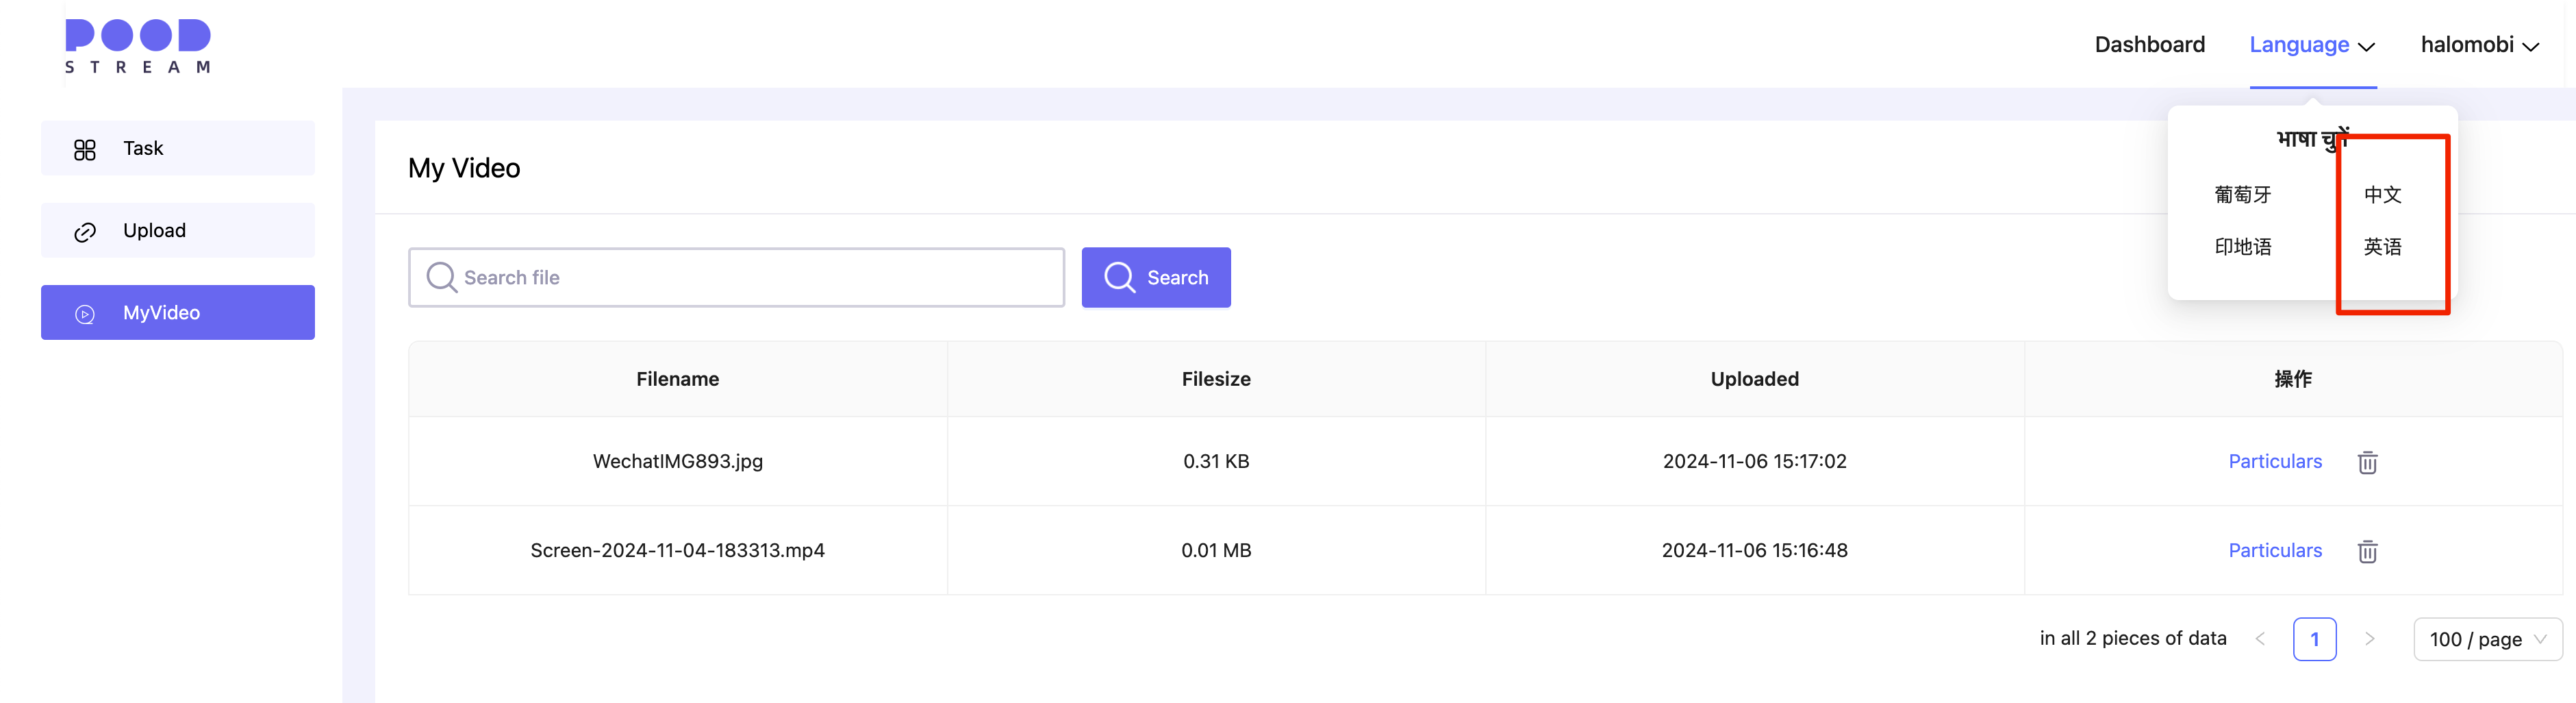 POOD
STREAM
Dashboard
Language
halomobi
Task
Upload
MyVideo
My Video
भाषा चुनें
葡萄牙
中文
印地语
英语
Search file
Search
Filename
Filesize
Uploaded
操作
WechatIMG893.jpg
0.31 KB
2024-11-06 15:17:02
Particulars
Screen-2024-11-04-183313.mp4
0.01 MB
2024-11-06 15:16:48
Particulars
in all 2 pieces of data
1
100 / page